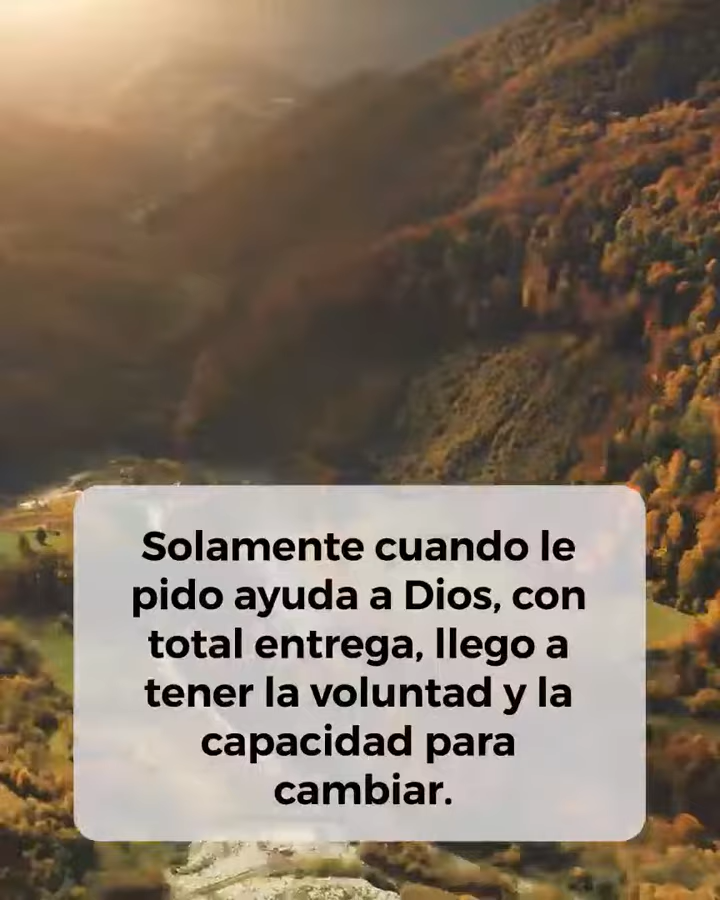 Solamente cuando le
pido ayuda a Dios, con
total entrega, llego a
tener la voluntad y la
capacidad para
cambiar.